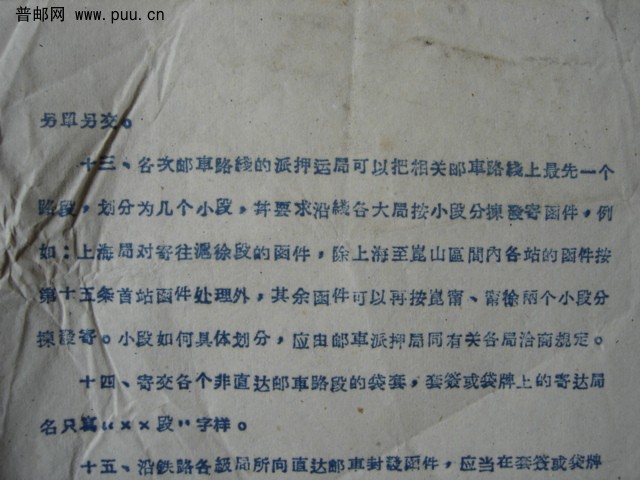 普邮网 www.puu.cn
另单另交。
十三、各次邮車路綫的派押运局可以把相关邮車路綫上最先一个
路段，划分为几个小段，幷要求沿綫各大局按小段分揀發寄函件，例
如：上海局对寄往滬徐段的函件，除上海至崑山區間內各站的函件按
第十五条首站函件处理外，其余函件可以再按崑甯、甯徐兩个小段分
揀發寄。小段如何具体划分，应由邮車派押局同有关各局洽商規定。
十四、寄交各个非直达邮車路段的袋套，套签或袋牌上的寄达局
名只寫“××段”字样。
十五、沿鉄路各級局所向直达邮車封發函件，应当在套签或袋牌